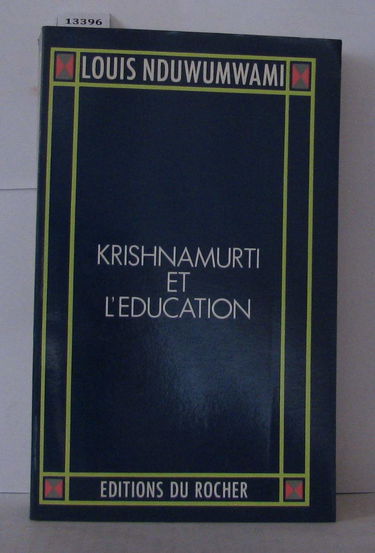 13396
LOUIS NDUWUMWAMI
KRISHNAMURTI
ET
L'EDUCATION
EDITIONS DU ROCHER